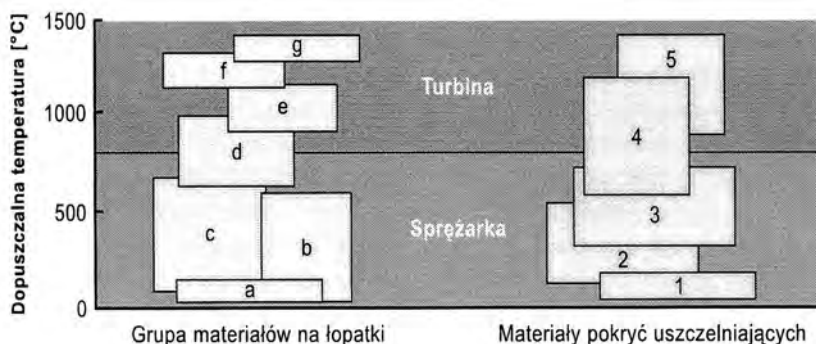 Dopuszczalna temperatura [°C]
1500
1000
500
0
g
f
e
d
c
b
a
Turbina
Sprężarka
5
4
3
2
1
Grupa materiałów na łopatki
Materiały pokryć uszczelniających